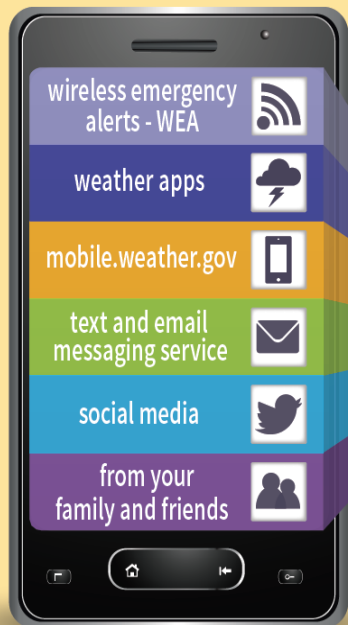 wireless emergency
alerts - WEA
weather apps
mobile.weather.gov
text and email
messaging service
social media
from your
family and friends